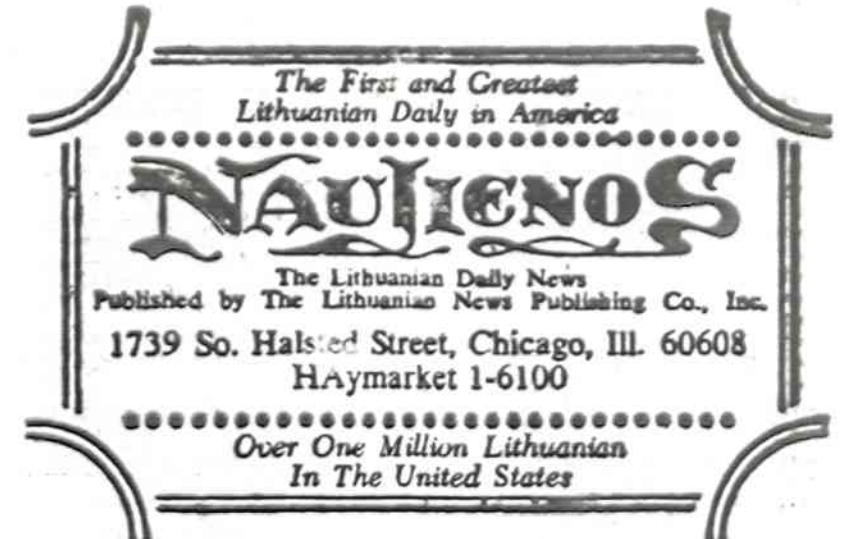 The First and Greatest
Lithuanian Daily in America
NAUJIENOS
The Lithuanian Daily News
Published by The Lithuanian News Publishing Co., Inc.
1739 So. Halsted Street, Chicago, Ill. 60608
HAymarket 1-6100
Over One Million Lithuanian
In The United States